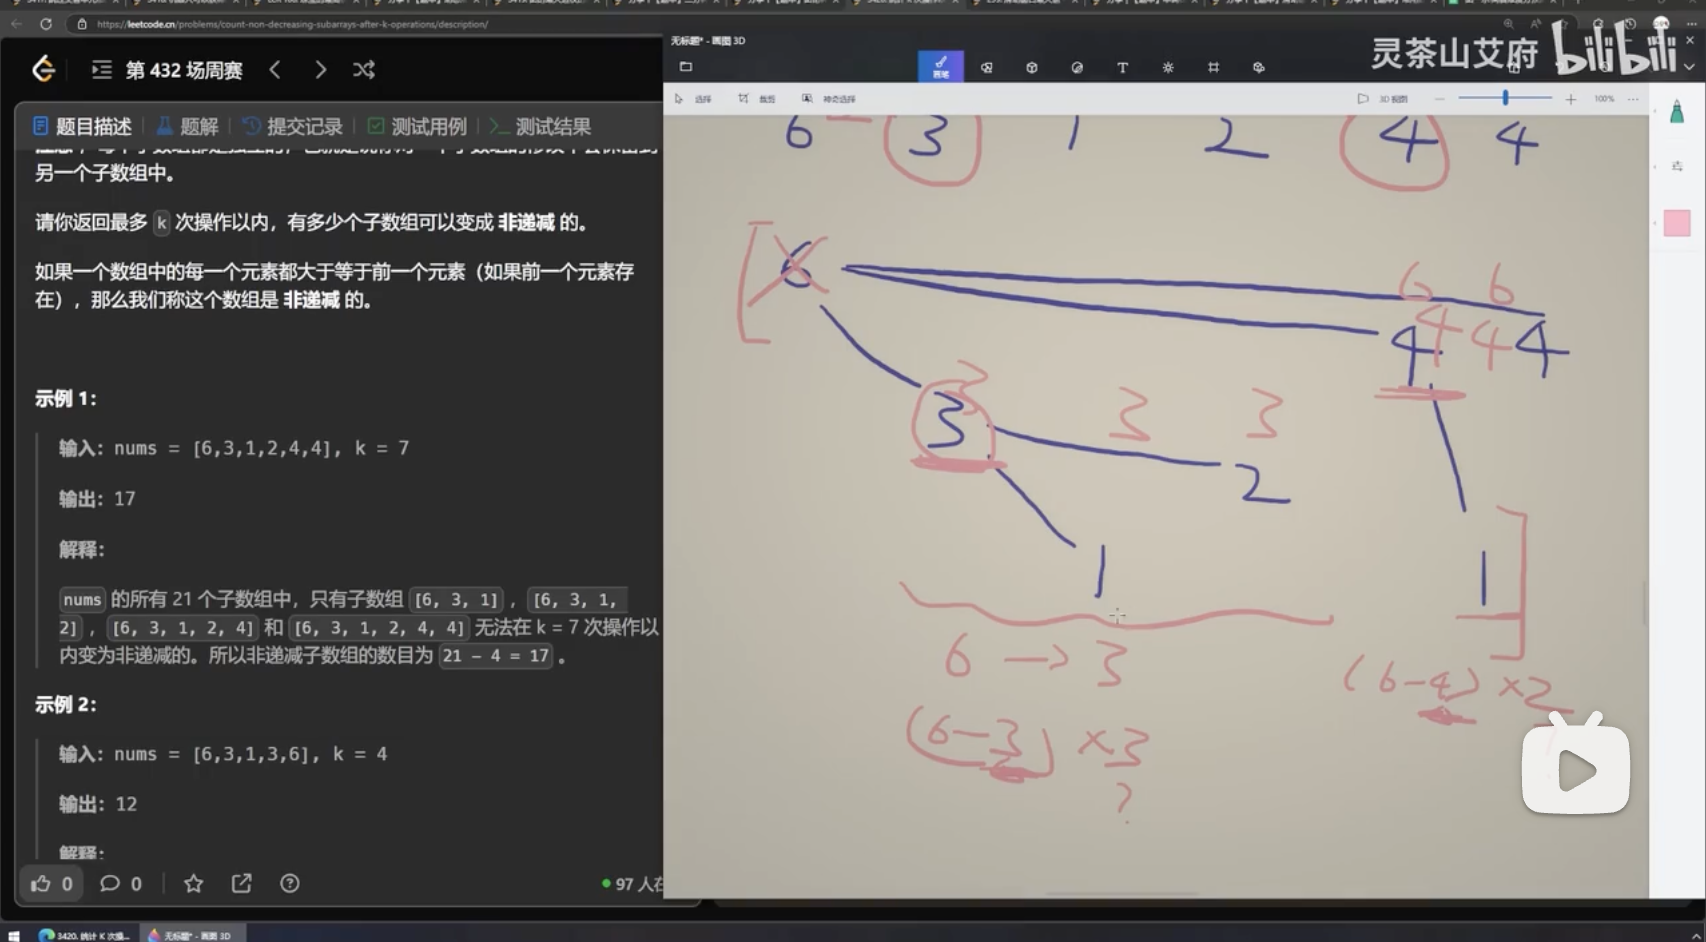 https://leetcode.cn/problems/count-non-decreasing-subarrays-after-k-operations/description/
无标题* - 画图 3D
灵茶山艾府 bilibili
第 432 场周赛
画笔
选择 裁剪 神奇选择 3D 视图 100%
题目描述 题解 提交记录 测试用例 测试结果
另一个子数组中。
请你返回最多 k 次操作以内，有多少个子数组可以变成 非递减 的。
如果一个数组中的每一个元素都大于等于前一个元素（如果前一个元素存
在），那么我们称这个数组是 非递减 的。
示例 1：
输入：nums = [6,3,1,2,4,4], k = 7
输出：17
解释：
nums 的所有 21 个子数组中，只有子数组 [6, 3, 1] ，[6, 3, 1,
2] ，[6, 3, 1, 2, 4] 和 [6, 3, 1, 2, 4, 4] 无法在 k = 7 次操作以
内变为非递减的。所以非递减子数组的数目为 21 - 4 = 17 。
示例 2：
输入：nums = [6,3,1,3,6], k = 4
输出：12
解释：
0 0 97 人在
6 3 1 2 4 4
[ 6 6 6
4 4 4 4
3 3 3 3
2
1 1 ]
6 → 3
(6-4) ×2
(6-3) ×3
?
3420. 统计 K 次操... 无标题* - 画图 3D